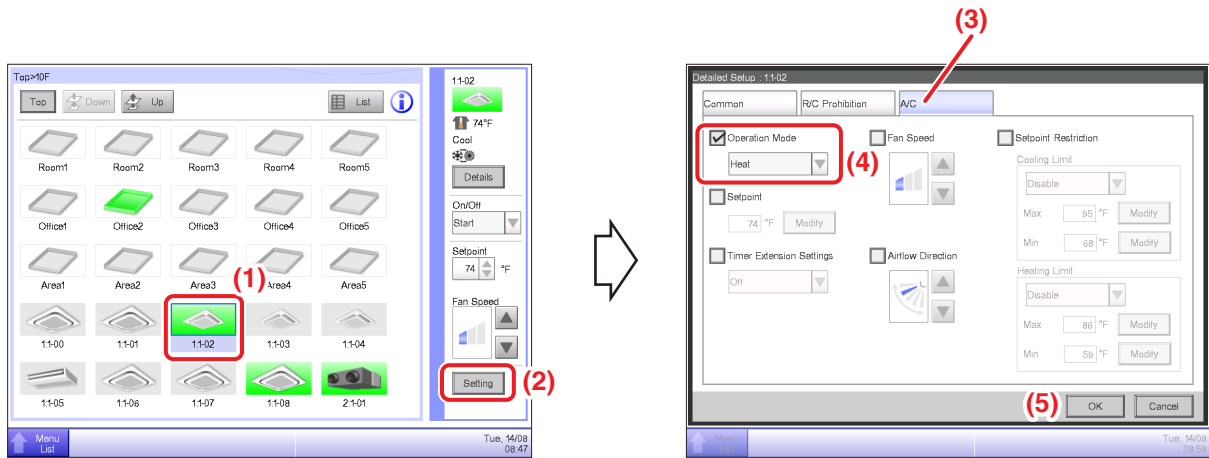 (3)
Top>10F
Top Down Up List
Room1 Room2 Room3 Room4 Room5
Office1 Office2 Office3 Office4 Office5
(1)
Area1 Area2 Area3 Area4 Area5
1:1-00 1:1-01 1:1-02 1:1-03 1:1-04
1:1-05 1:1-06 1:1-07 1:1-08 2:1-01
1:1-02
74°F
Cool
Details
On/Off
Start
Setpoint
74 °F
Fan Speed
Setting (2)
Menu
List
Tue, 14/08
08:47
Detailed Setup : 1:1-02
Common R/C Prohibition A/C
Operation Mode
Heat
(4)
Setpoint
74 °F Modify
Timer Extension Settings
Off
Fan Speed
Airflow Direction
Setpoint Restriction
Cooling Limit
Disable
Max 95 °F Modify
Min 68 °F Modify
Heating Limit
Disable
Max 86 °F Modify
Min 59 °F Modify
(5) OK Cancel
Menu
List
Tue, 14/08
08:59